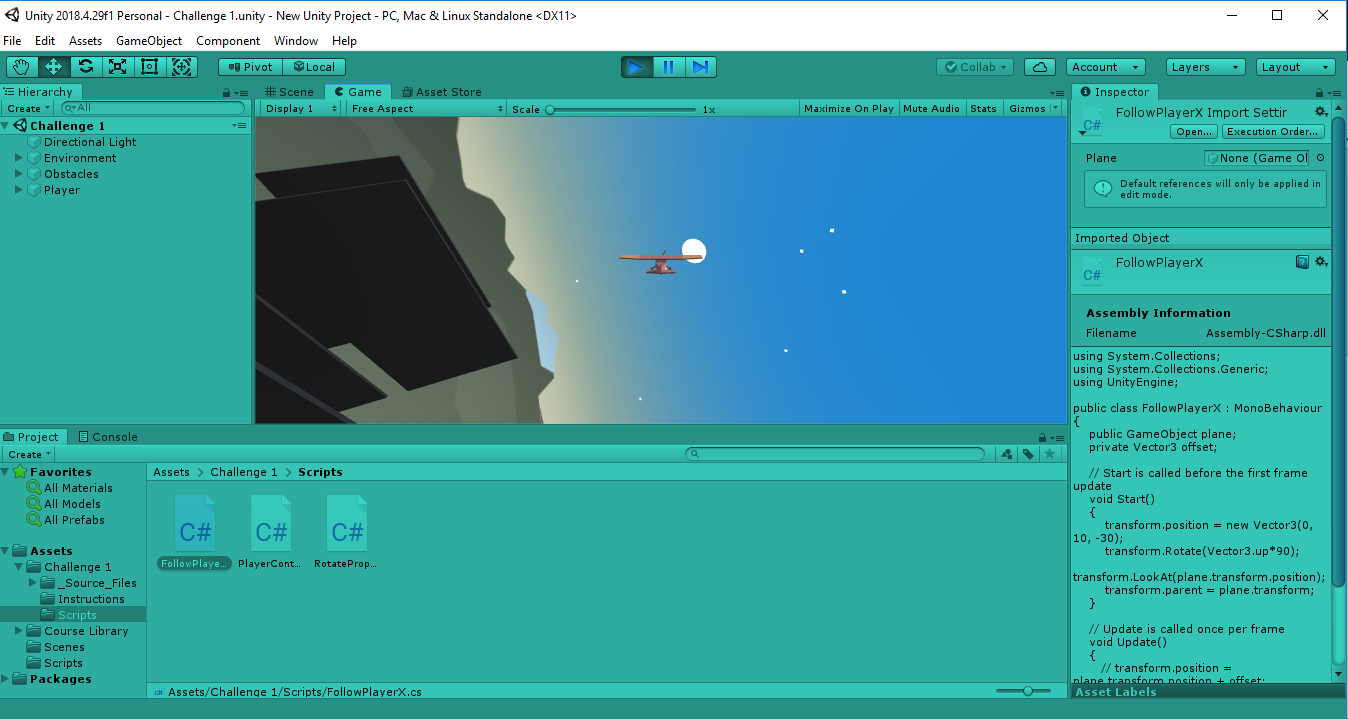 Unity 2018.4.29f1 Personal - Challenge 1.unity - New Unity Project - PC, Mac & Linux Standalone <DX11>
File Edit Assets GameObject Component Window Help
Pivot Local Collab Account Layers Layout
Hierarchy
Create All
Challenge 1
Directional Light
Environment
Obstacles
Player
Scene Game Asset Store
Display 1 Free Aspect Scale 1x Maximize On Play Mute Audio Stats Gizmos
Inspector
FollowPlayerX Import Settir
C#
Open... Execution Order...
Plane None (Game Ol
Default references will only be applied in
edit mode.
Imported Object
FollowPlayerX
C#
Assembly Information
Filename Assembly-CSharp.dll
using System.Collections;
using System.Collections.Generic;
using UnityEngine;
public class FollowPlayerX : MonoBehaviour
{
public GameObject plane;
private Vector3 offset;
// Start is called before the first frame
update
void Start()
{
transform.position = new Vector3(0,
10, -30);
transform.Rotate(Vector3.up*90);
transform.LookAt(plane.transform.position);
transform.parent = plane.transform;
}
// Update is called once per frame
void Update()
{
// transform.position =
plane.transform.position + offset;
Asset Labels
Project Console
Create
Favorites
All Materials
All Models
All Prefabs
Assets
Challenge 1
_Source_Files
Instructions
Scripts
Course Library
Scenes
Scripts
Packages
Assets > Challenge 1 > Scripts
C# C# C#
FollowPlaye... PlayerCont... RotateProp...
C# Assets/Challenge 1/Scripts/FollowPlayerX.cs